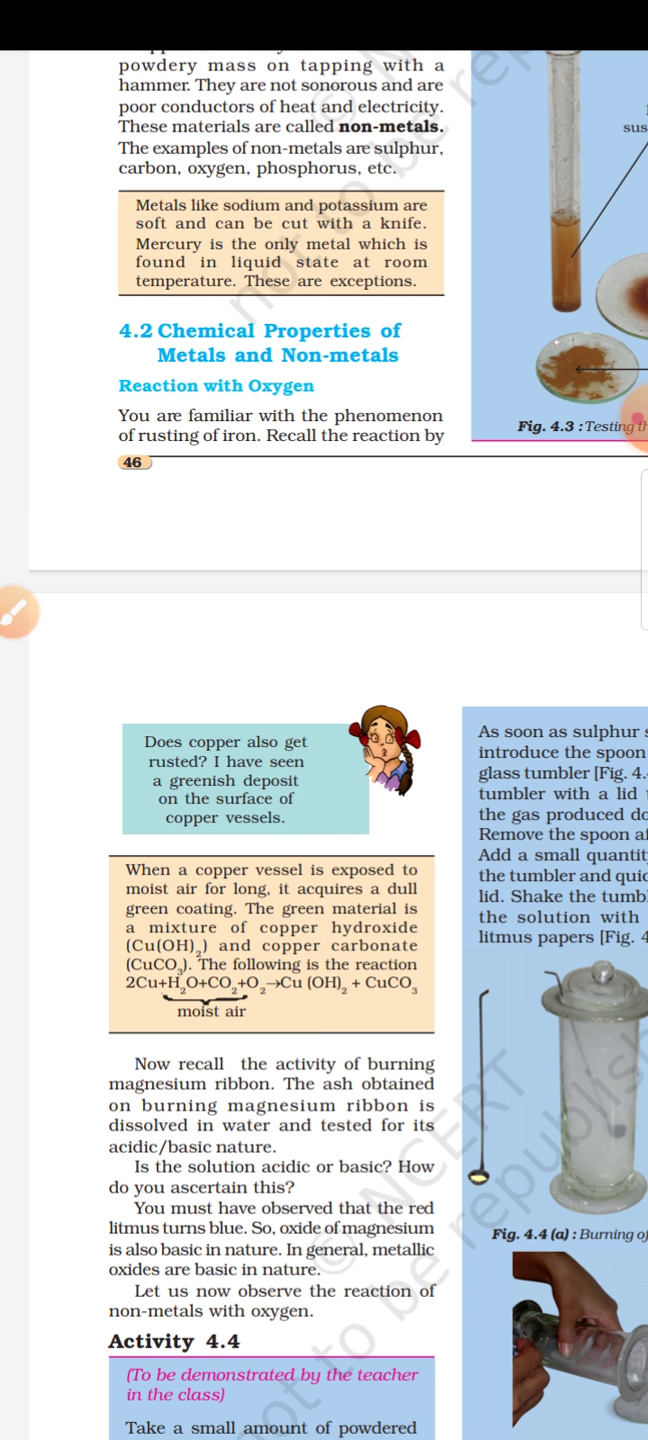 powdery mass on tapping with a
hammer. They are not sonorous and are
poor conductors of heat and electricity.
These materials are called non-metals.
The examples of non-metals are sulphur,
carbon, oxygen, phosphorus, etc.
Metals like sodium and potassium are
soft and can be cut with a knife.
Mercury is the only metal which is
found in liquid state at room
temperature. These are exceptions.
4.2 Chemical Properties of
Metals and Non-metals
Reaction with Oxygen
You are familiar with the phenomenon
of rusting of iron. Recall the reaction by
46
sus
Fig. 4.3 : Testing th
Does copper also get
rusted? I have seen
a greenish deposit
on the surface of
copper vessels.
When a copper vessel is exposed to
moist air for long, it acquires a dull
green coating. The green material is
a mixture of copper hydroxide
(Cu(OH)₂) and copper carbonate
(CuCO₃). The following is the reaction
2Cu+H₂O+CO₂+O₂→Cu (OH)₂ + CuCO₃
moist air
Now recall the activity of burning
magnesium ribbon. The ash obtained
on burning magnesium ribbon is
dissolved in water and tested for its
acidic/basic nature.
Is the solution acidic or basic? How
do you ascertain this?
You must have observed that the red
litmus turns blue. So, oxide of magnesium
is also basic in nature. In general, metallic
oxides are basic in nature.
Let us now observe the reaction of
non-metals with oxygen.
Activity 4.4
(To be demonstrated by the teacher
in the class)
Take a small amount of powdered
As soon as sulphur
introduce the spoon
glass tumbler [Fig. 4.
tumbler with a lid
the gas produced
Remove the spoon
Add a small
the tumbler and
lid. Shake the
the solution with
litmus papers [Fig. 4
Fig. 4.4 (a) : Burning of
© NCERT
not to be republish